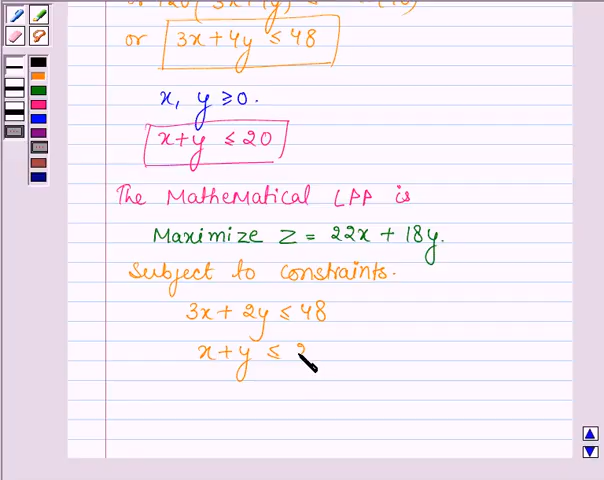 or 3x + 4y ≤ 48
x, y ≥ 0.
x+y ≤ 20
The Mathematical LPP is
Maximize Z = 22x + 18y.
Subject to constraints.
3x + 2y ≤ 48
x + y ≤ 2